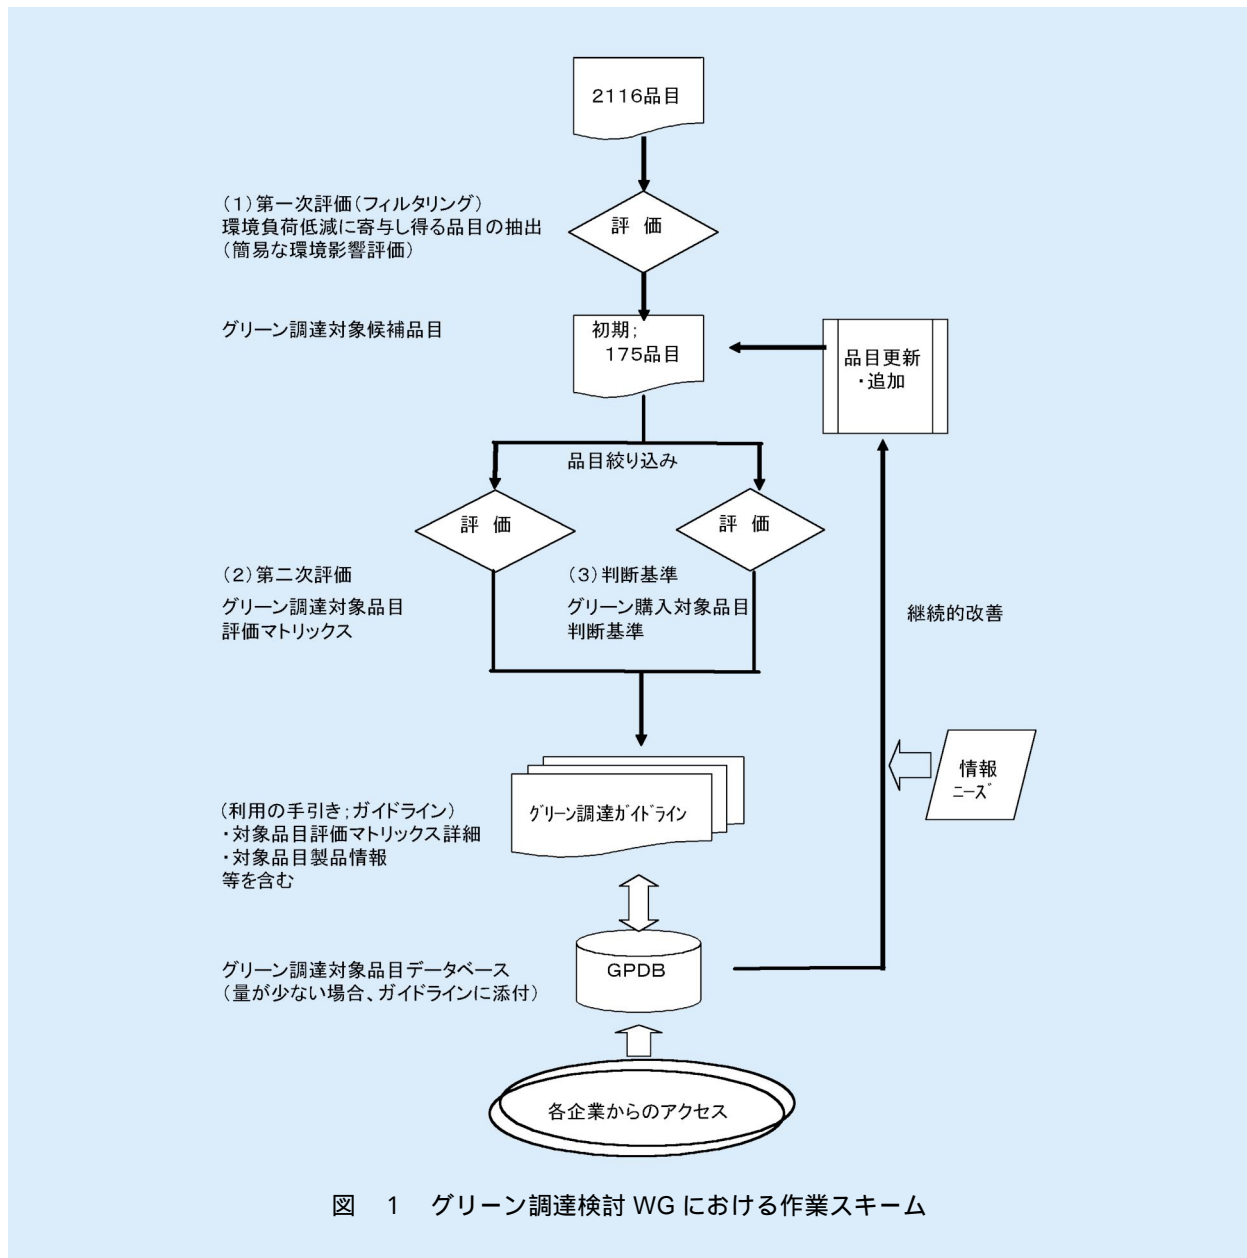 2116品目
(1)第一次評価(フィルタリング)
環境負荷低減に寄与し得る品目の抽出
(簡易な環境影響評価)
評 価
グリーン調達対象候補品目
初期;
175品目
品目更新
・追加
品目絞り込み
評 価
評 価
(2)第二次評価
グリーン調達対象品目
評価マトリックス
(3)判断基準
グリーン購入対象品目
判断基準
継続的改善
情報
ニーズ
(利用の手引き;ガイドライン)
・対象品目評価マトリックス詳細
・対象品目製品情報
等を含む
グリーン調達ガイドライン
グリーン調達対象品目データベース
(量が少ない場合、ガイドラインに添付)
GPDB
各企業からのアクセス
図 1 グリーン調達検討 WG における作業スキーム